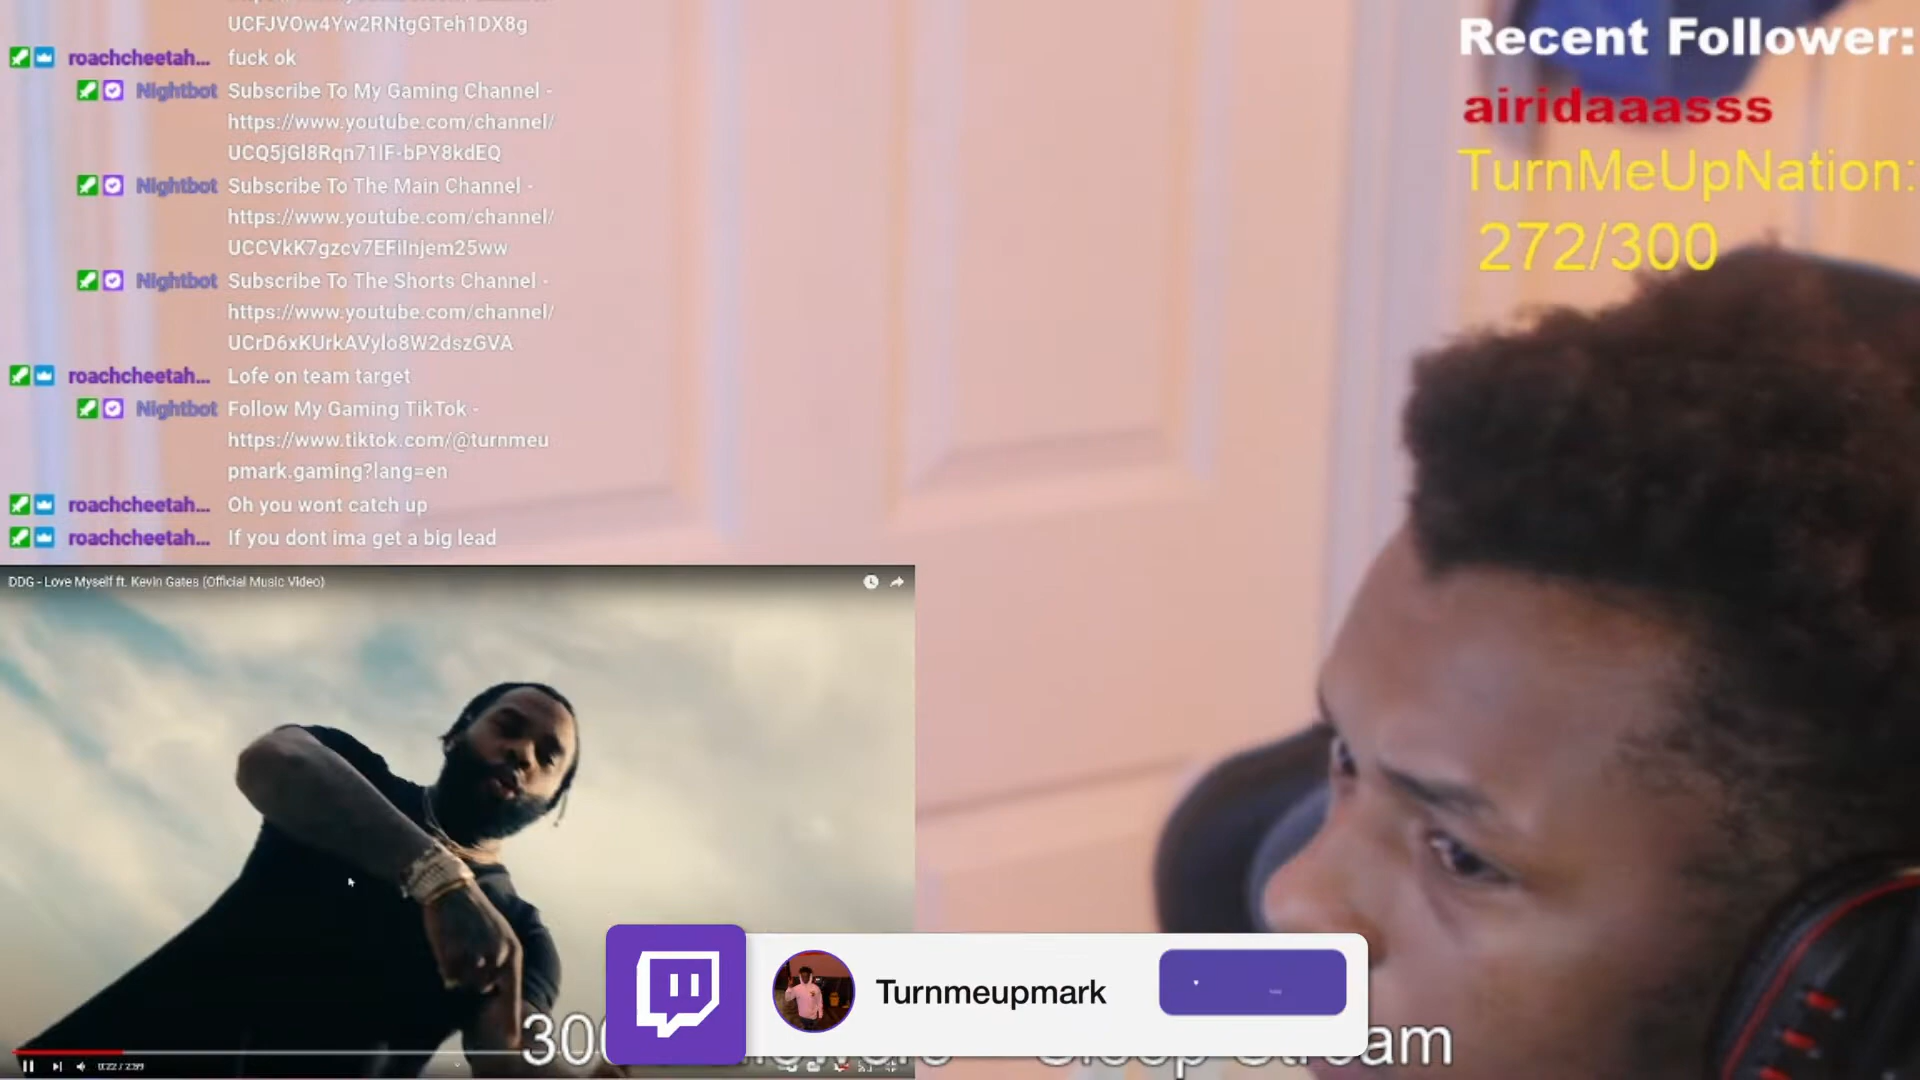 UCFJVOw4Yw2RNtgGTeh1DX8g
roachcheetah... fuck ok
Nightbot Subscribe To My Gaming Channel -
https://www.youtube.com/channel/
UCQ5jGl8Rqn71lF-bPY8kdEQ
Nightbot Subscribe To The Main Channel -
https://www.youtube.com/channel/
UCCVkK7gzcv7EFilnjem25ww
Nightbot Subscribe To The Shorts Channel -
https://www.youtube.com/channel/
UCrD6xKUrkAVylo8W2dszGVA
roachcheetah... Lofe on team target
Nightbot Follow My Gaming TikTok -
https://www.tiktok.com/@turnmeu
pmark.gaming?lang=en
roachcheetah... Oh you wont catch up
roachcheetah... If you dont ima get a big lead
Recent Follower:
airidaaasss
TurnMeUpNation:
272/300
DDG - Love Myself ft. Kevin Gates (Official Music Video)
Turnmeupmark
0:22 / 2:59